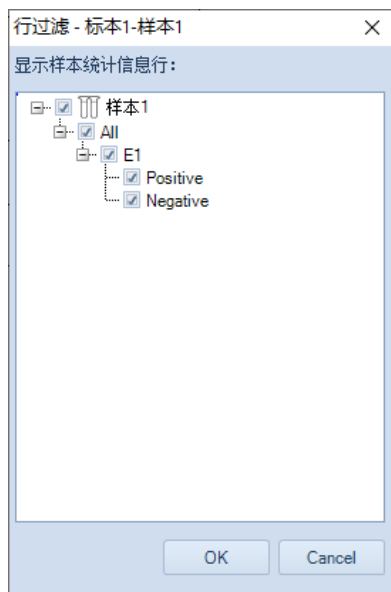 行过滤 - 标本1-样本1
显示样本统计信息行:
样本1
All
E1
Positive
Negative
OK
Cancel